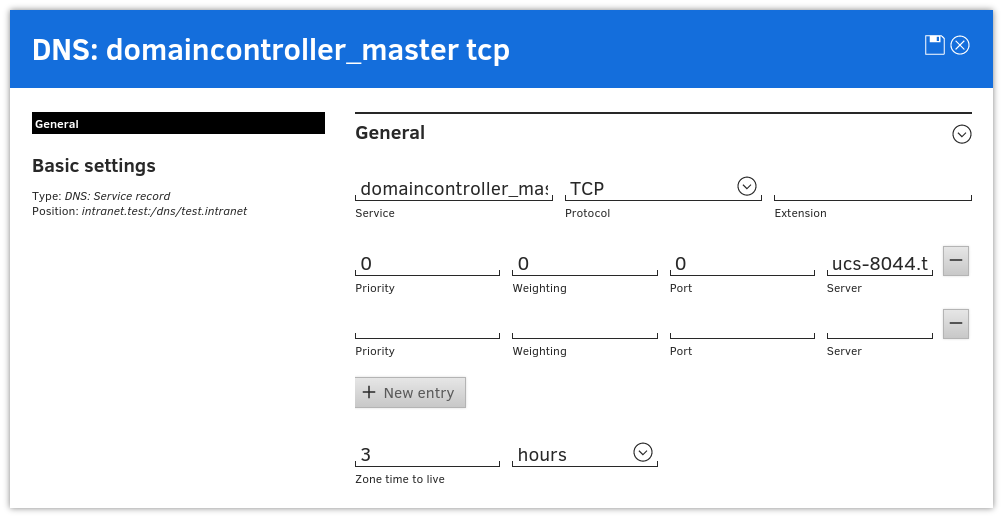 DNS: domaincontroller_master tcp
General
Basic settings
Type: DNS: Service record
Position: intranet.test:/dns/test.intranet
General
domaincontroller_mas TCP
Service Protocol Extension
0 0 0 ucs-8044.t
Priority Weighting Port Server
Priority Weighting Port Server
+ New entry
3 hours
Zone time to live